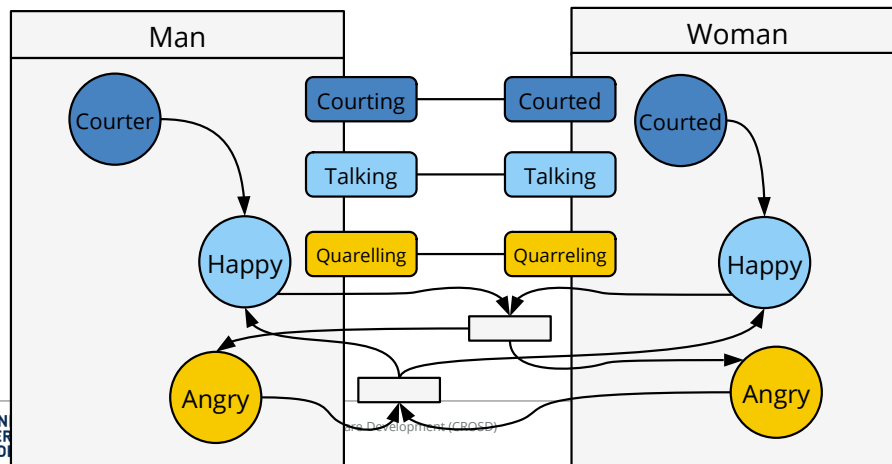 Man
Woman
Courter
Courting
Courted
Courted
Talking
Talking
Quarelling
Quarreling
Happy
Happy
Angry
Angry
Development (CROSD)